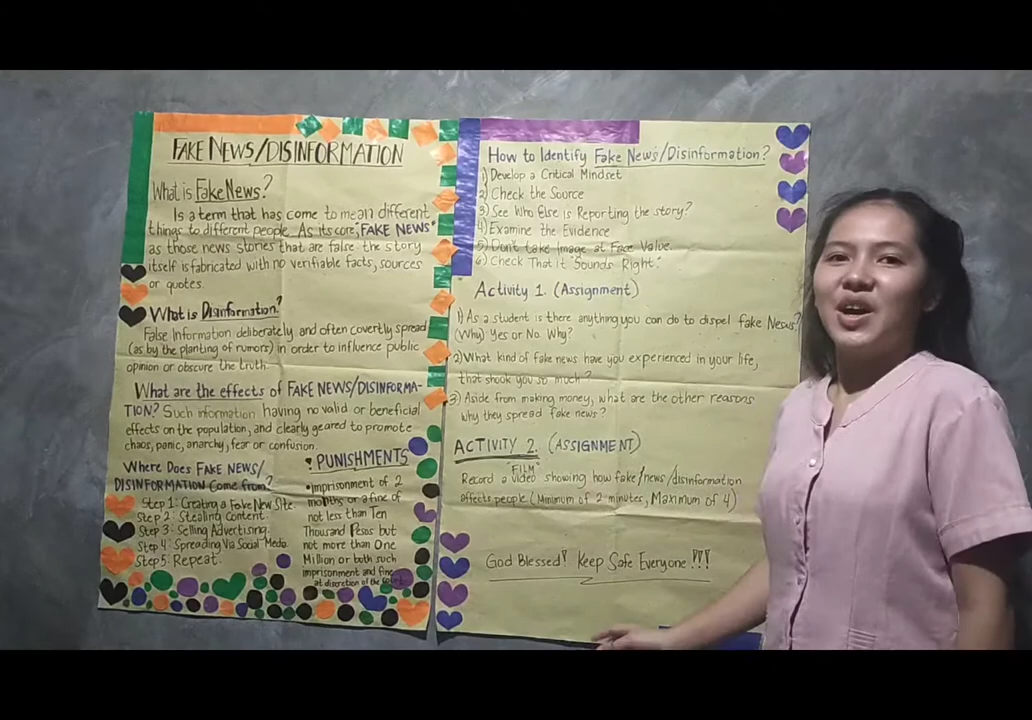 FAKE NEWS/DISINFORMATION
What is Fake News?
Is a term that has come to mean different
things to different people. As its core, "FAKE NEWS"
as those news stories that are false the story
itself is fabricated with no verifiable facts, sources
or quotes.
What is Disinformation?
False Information deliberately and often covertly spread
(as by the planting of rumors) in order to influence public
opinion or obscure the truth.
What are the effects of FAKE NEWS/DISINFORMA-
TION? Such information having no valid or beneficial
effects on the population, and clearly geared to promote
chaos, panic, anarchy, fear or confusion.
Where Does FAKE NEWS/
DISINFORMATION Come from?
Step 1: Creating a Fake New Site.
Step 2: Stealing Content.
Step 3: Selling Advertising.
Step 4: Spreading Via Social Media.
Step 5: Repeat.
• PUNISHMENTS
•imprisonment of 2
months or a fine of
not less than Ten
Thousand Pesos but
not more than One
Million or both such
imprisonment and fine
at discretion of the
How to Identify Fake News/Disinformation?
1) Develop a Critical Mindset
2) Check the Source
3) See Who Else is Reporting the story?
4) Examine the Evidence
5) Don't take Image at Face Value.
6) Check That it "Sounds Right."
Activity 1. (Assignment)
1) As a student is there anything you can do to dispel fake News?
(Why) Yes or No. Why?
2) What kind of fake news have you experienced in your life,
that shook you so much?
3) Aside from making money, what are the other reasons
why they spread fake news?
ACTIVITY 2. (ASSIGNMENT)
"FILM"
Record a video showing how fake/news/disinformation
affects people (Minimum of 2 minutes, Maximum of 4)
God Blessed! Keep Safe Everyone!!!